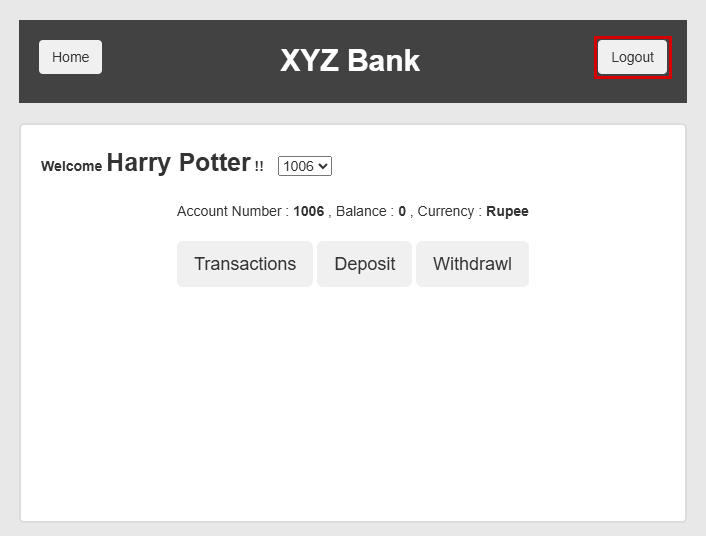 Home XYZ Bank Logout
Welcome Harry Potter !! 1006
Account Number : 1006 , Balance : 0 , Currency : Rupee
Transactions Deposit Withdrawl